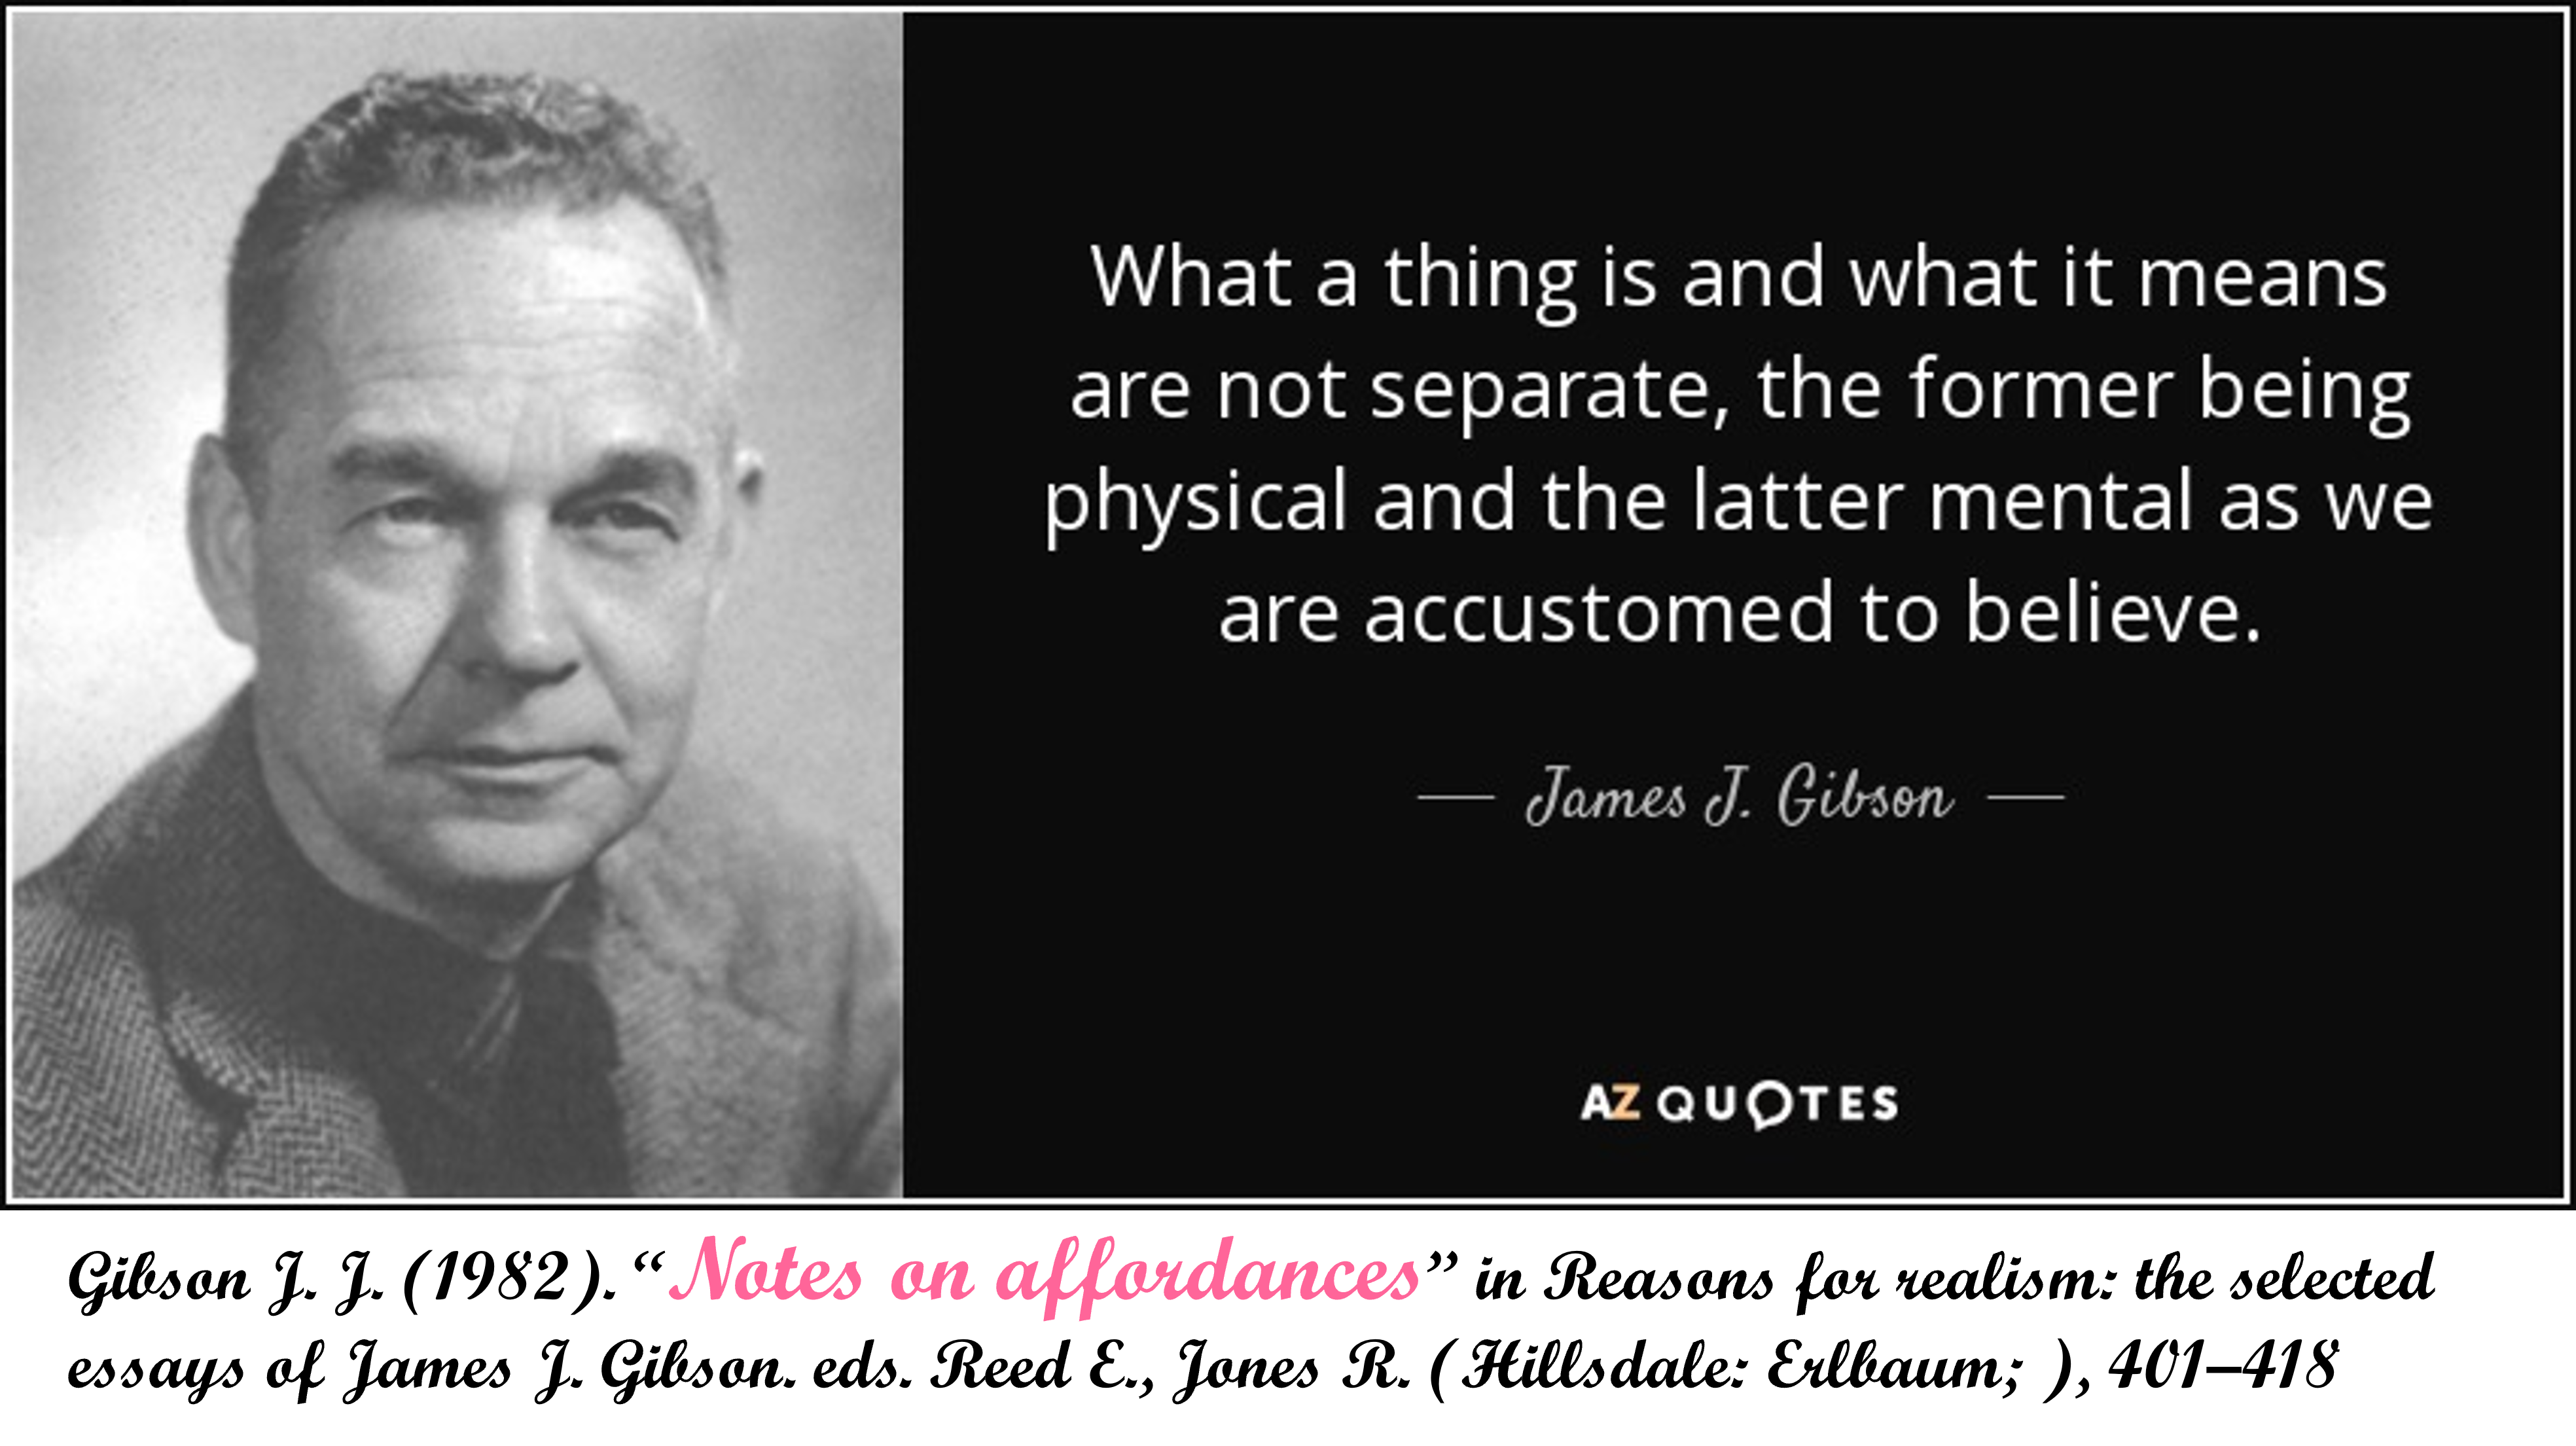 What a thing is and what it means
are not separate, the former being
physical and the latter mental as we
are accustomed to believe.
— James J. Gibson —
AZ QUOTES
Gibson J. J. (1982). “Notes on affordances” in Reasons for realism: the selected
essays of James J. Gibson. eds. Reed E., Jones R. (Hillsdale: Erlbaum; ), 401–418